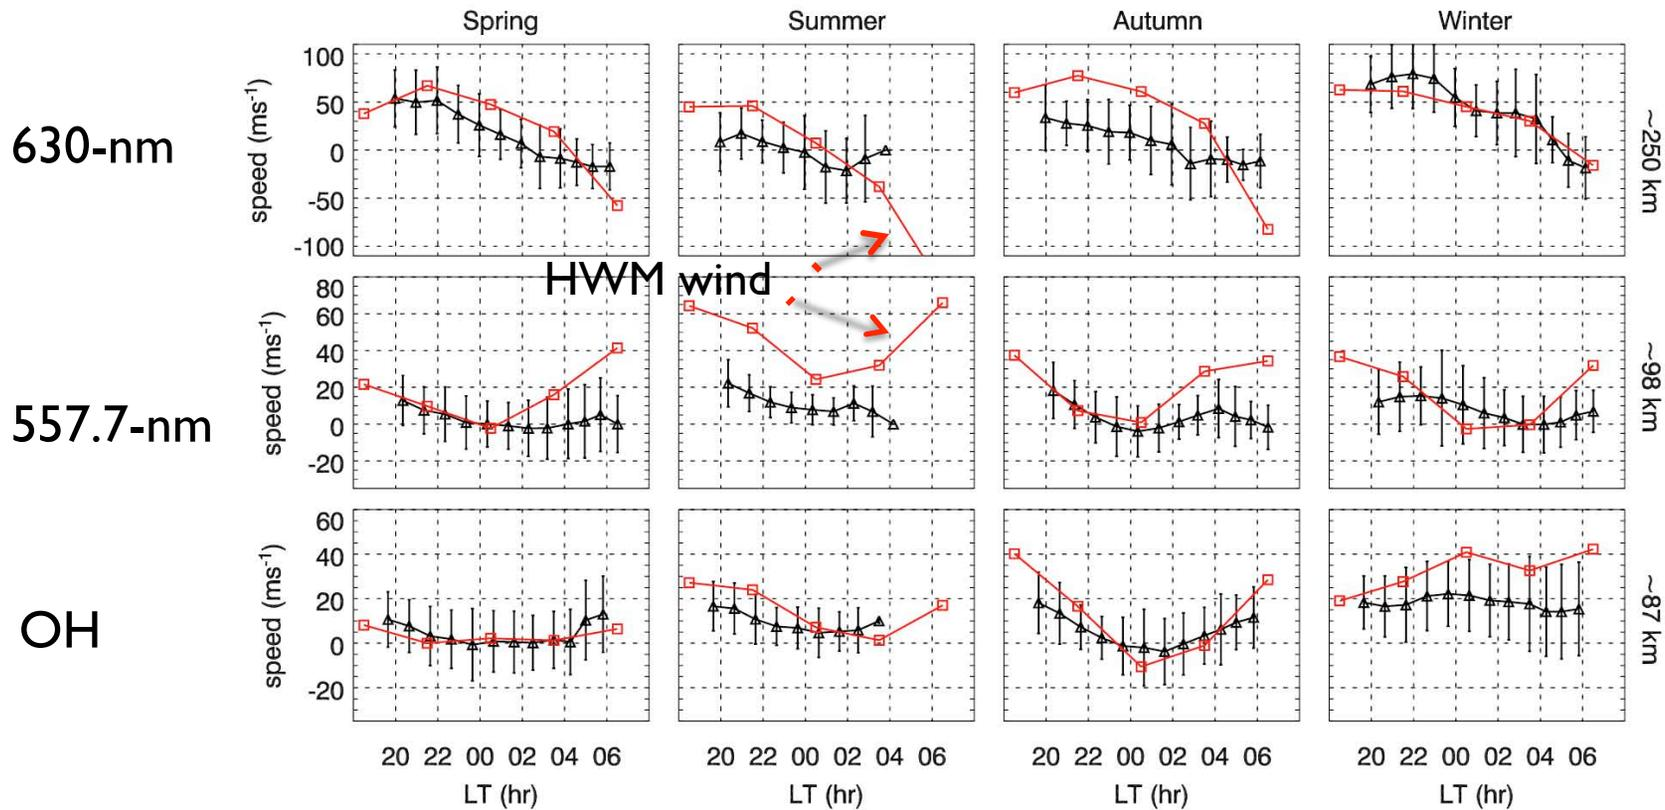 Spring Summer Autumn Winter
630-nm
speed (ms-1)
100
50
0
-50
-100
~250 km
HWM wind
557.7-nm
speed (ms-1)
80
60
40
20
0
-20
~98 km
OH
speed (ms-1)
60
40
20
0
-20
~87 km
20 22 00 02 04 06 20 22 00 02 04 06 20 22 00 02 04 06 20 22 00 02 04 06
LT (hr) LT (hr) LT (hr) LT (hr)